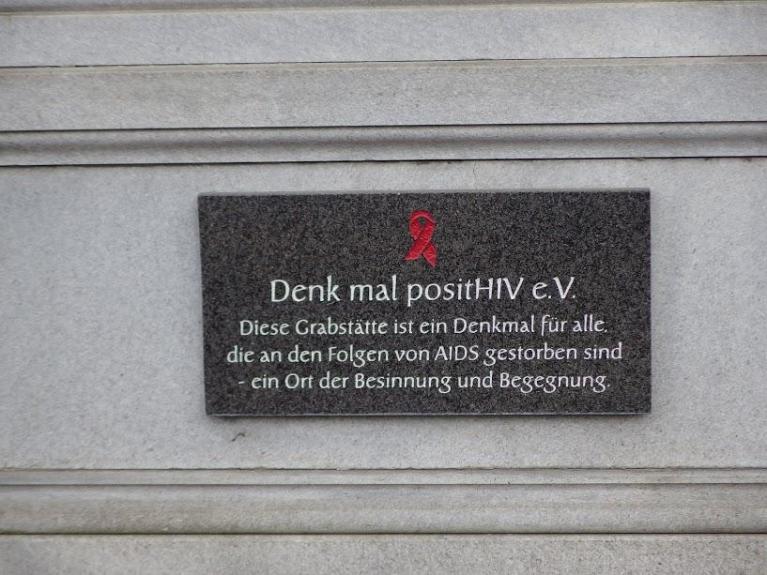 Denk mal positHIV e.V.
Diese Grabstätte ist ein Denkmal für alle,
die an den Folgen von AIDS gestorben sind
- ein Ort der Besinnung und Begegnung.